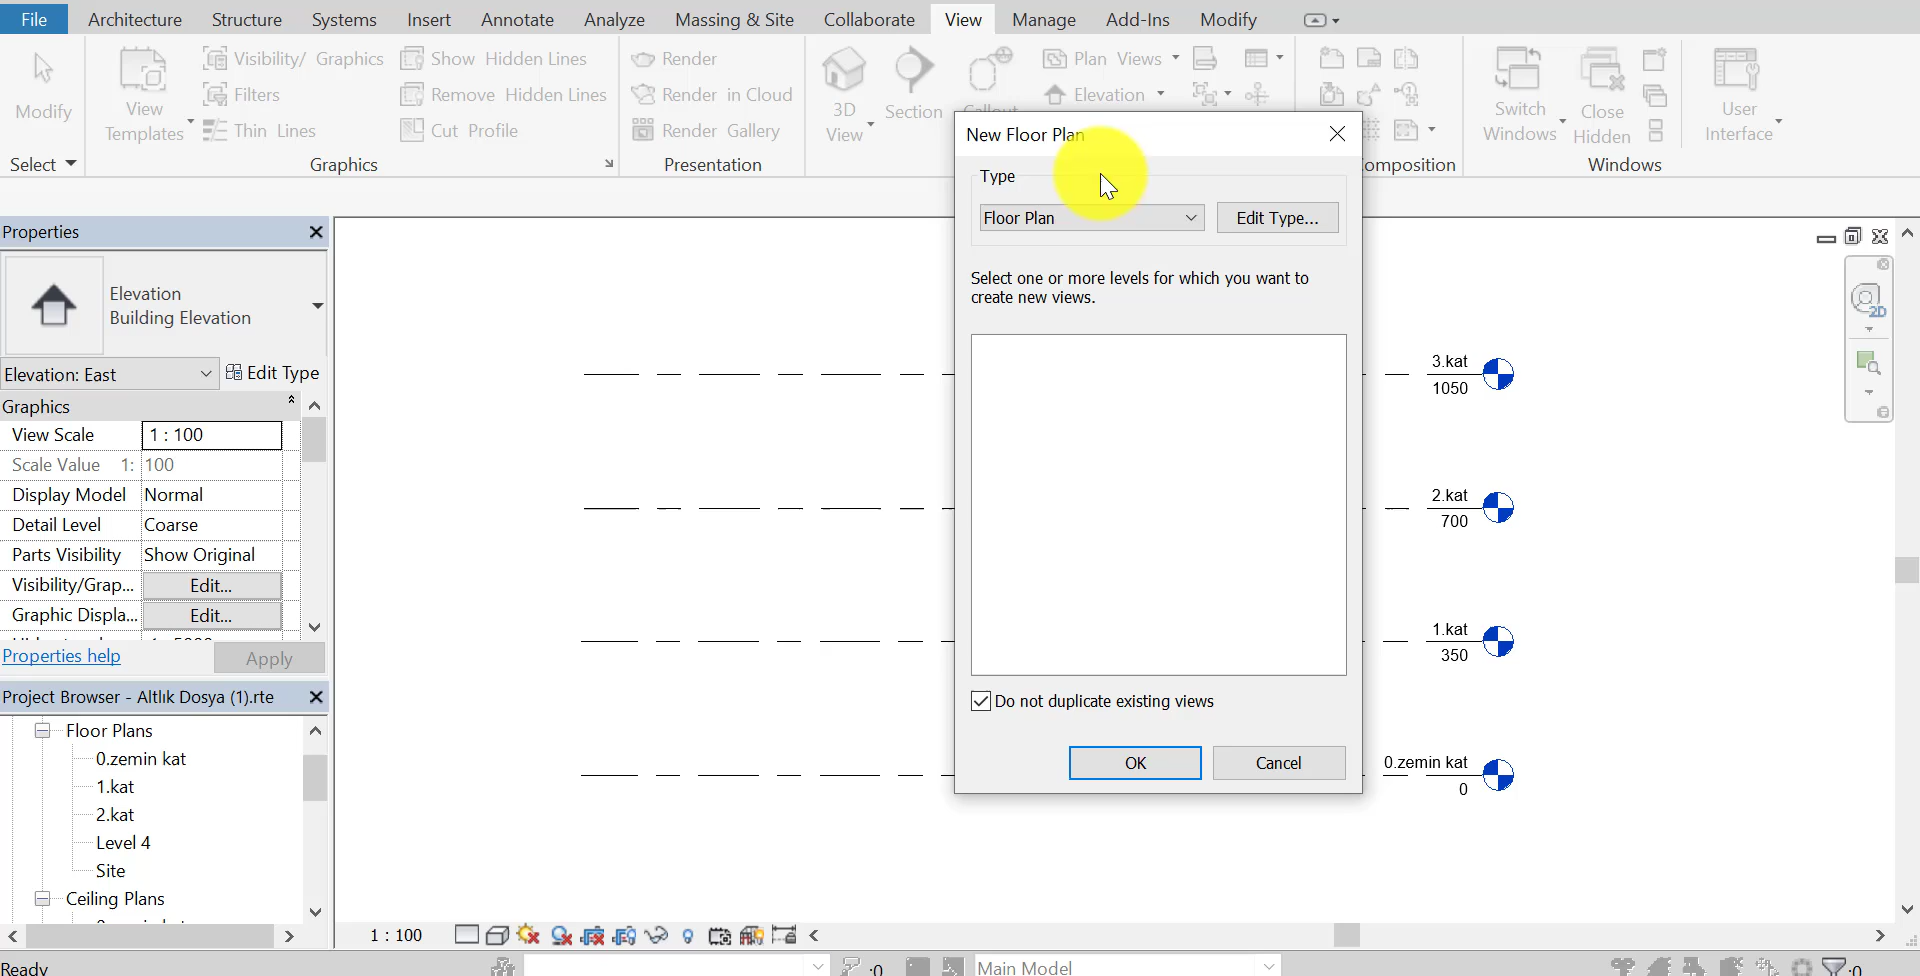 File Architecture Structure Systems Insert Annotate Analyze Massing & Site Collaborate View Manage Add-Ins Modify
Modify
Select
View
Templates
Visibility/ Graphics
Filters
Thin Lines
Show Hidden Lines
Remove Hidden Lines
Cut Profile
Graphics
Render
Render in Cloud
Render Gallery
Presentation
3D
View
Section
Plan Views
Elevation
omposition
Switch
Windows
Close
Hidden
User
Interface
Windows
Properties
Elevation
Building Elevation
Elevation: East
Edit Type
Graphics
View Scale 1 : 100
Scale Value 1: 100
Display Model Normal
Detail Level Coarse
Parts Visibility Show Original
Visibility/Grap... Edit...
Graphic Displa... Edit...
Properties help
Apply
Project Browser - Altlık Dosya (1).rte
Floor Plans
0.zemin kat
1.kat
2.kat
Level 4
Site
Ceiling Plans
New Floor Plan
Type
Floor Plan
Edit Type...
Select one or more levels for which you want to
create new views.
Do not duplicate existing views
OK
Cancel
3.kat
1050
2.kat
700
1.kat
350
0.zemin kat
0
2D
1 : 100
Ready
:0
Main Model
:0